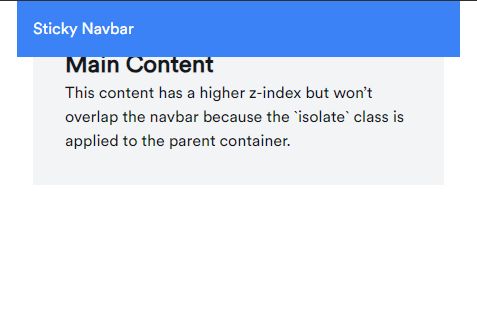 Sticky Navbar
Main Content
This content has a higher z-index but won’t
overlap the navbar because the `isolate` class is
applied to the parent container.